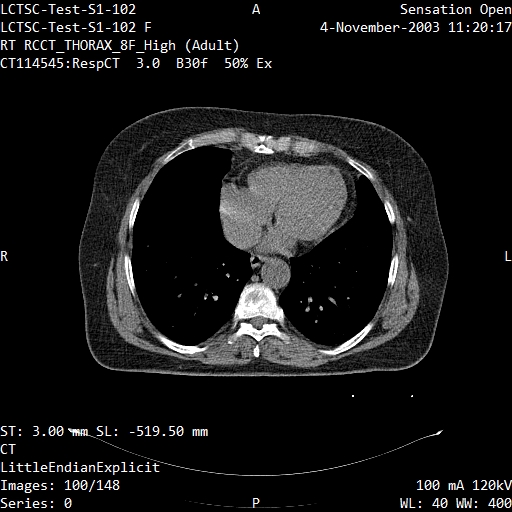 LCTSC-Test-S1-102 A Sensation Open
LCTSC-Test-S1-102 F 4-November-2003 11:20:17
RT RCCT_THORAX_8F_High (Adult)
CT114545:RespCT 3.0 B30f 50% Ex
R L
ST: 3.00 mm SL: -519.50 mm
CT
LittleEndianExplicit
Images: 100/148 100 mA 120kV
Series: 0 P WL: 40 WW: 400